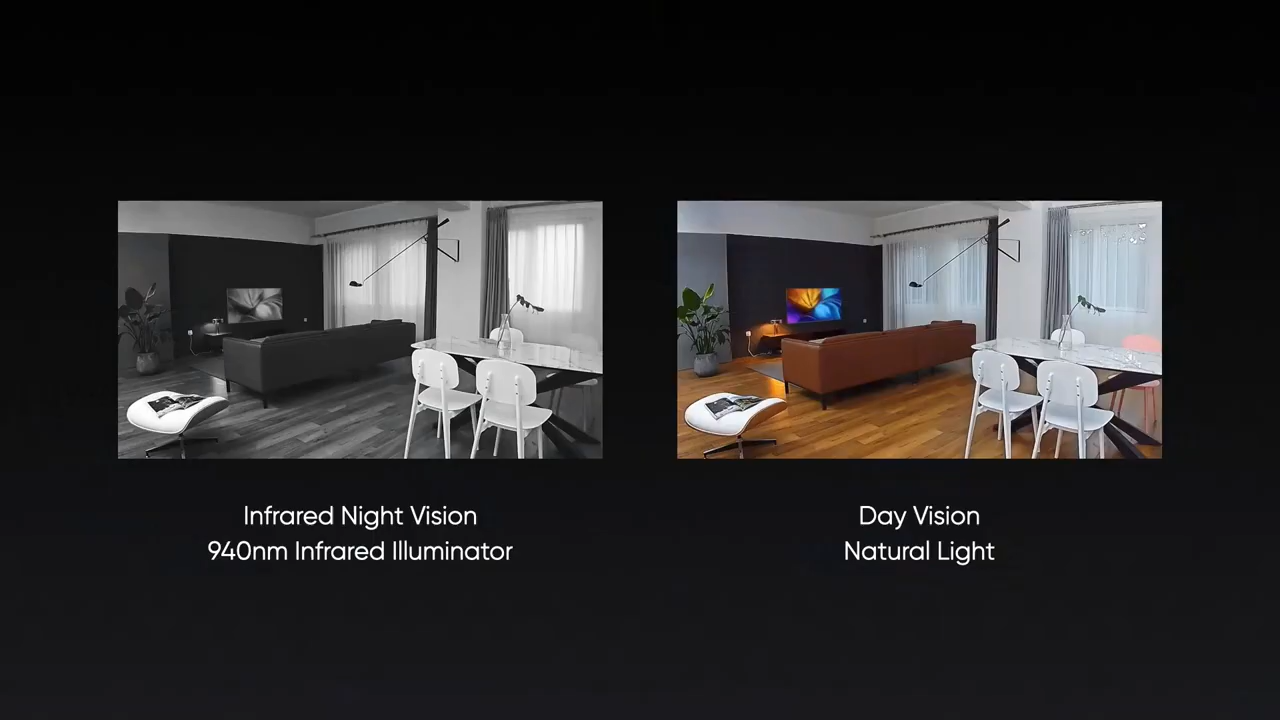 Infrared Night Vision
940nm Infrared Illuminator
Day Vision
Natural Light